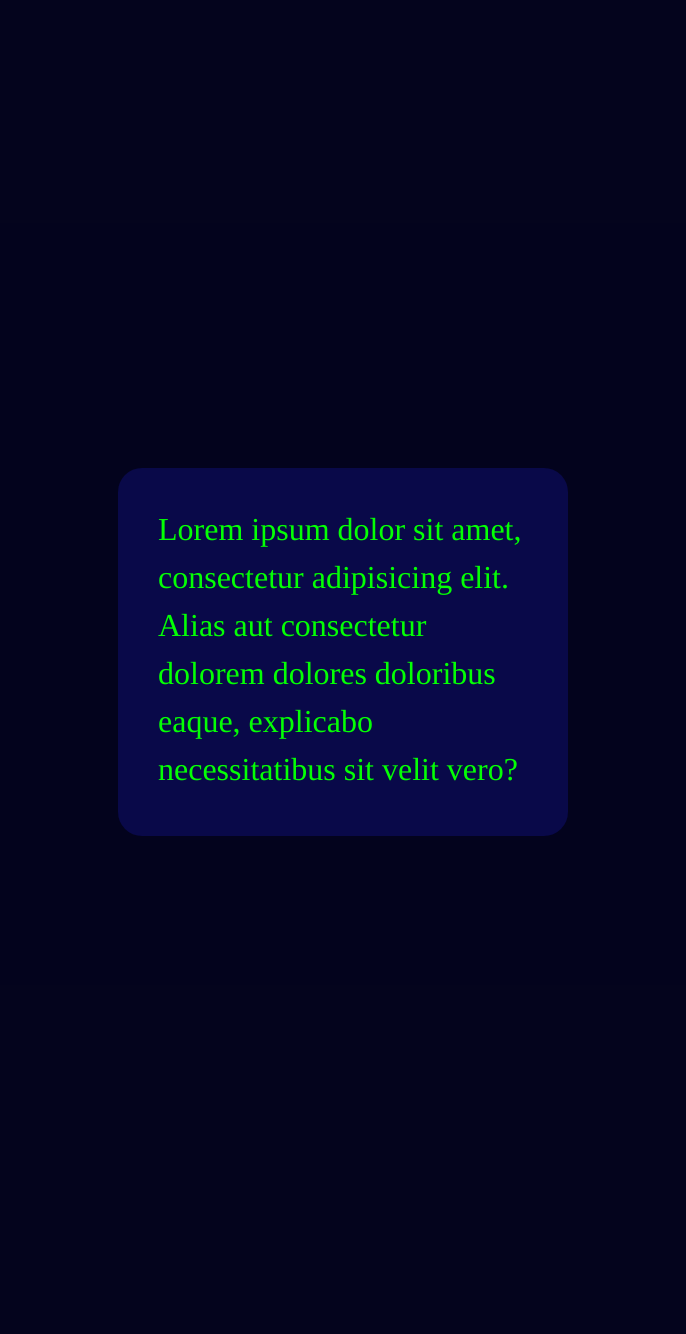 Lorem ipsum dolor sit amet,
consectetur adipisicing elit.
Alias aut consectetur
dolorem dolores doloribus
eaque, explicabo
necessitatibus sit velit vero?